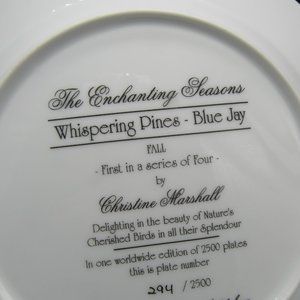 The Enchanting Seasons
Whispering Pines - Blue Jay
FALL
- First in a series of Four -
by
Christine Marshall
Delighting in the beauty of Nature's
Cherished Birds in all their Splendour
In one worldwide edition of 2500 plates
this is plate number
294 / 2500